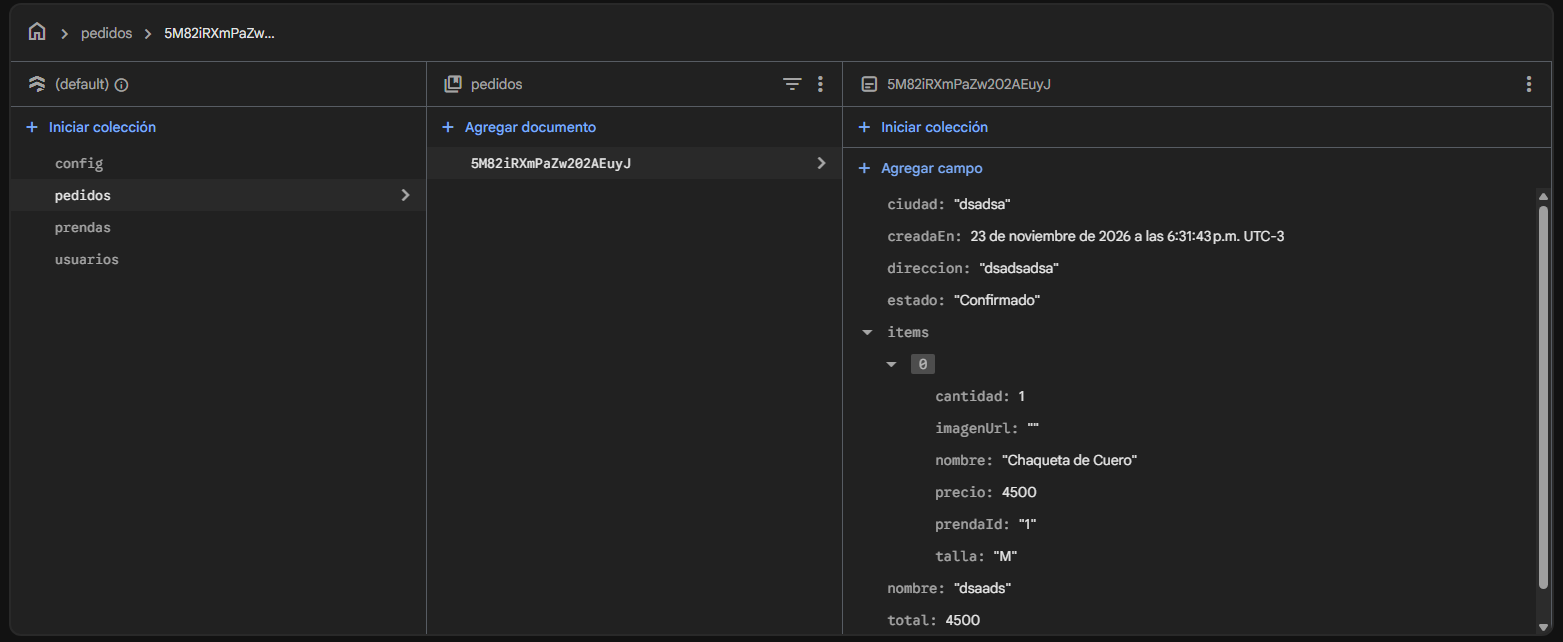 pedidos 5M82iRXmPaZw...
(default)
Iniciar colección
config
pedidos
prendas
usuarios
pedidos
Agregar documento
5M82iRXmPaZw202AEuyJ
5M82iRXmPaZw2O2AEuyJ
Iniciar colección
Agregar campo
ciudad: "dsadsa"
creadaEn: 23 de noviembre de 2026 a las 6:31:43 p.m. UTC-3
direccion: "dsadsadsa"
estado: "Confirmado"
items
0
cantidad: 1
imagenUrl: ""
nombre: "Chaqueta de Cuero"
precio: 4500
prendaId: "1"
talla: "M"
nombre: "dsaads"
total: 4500